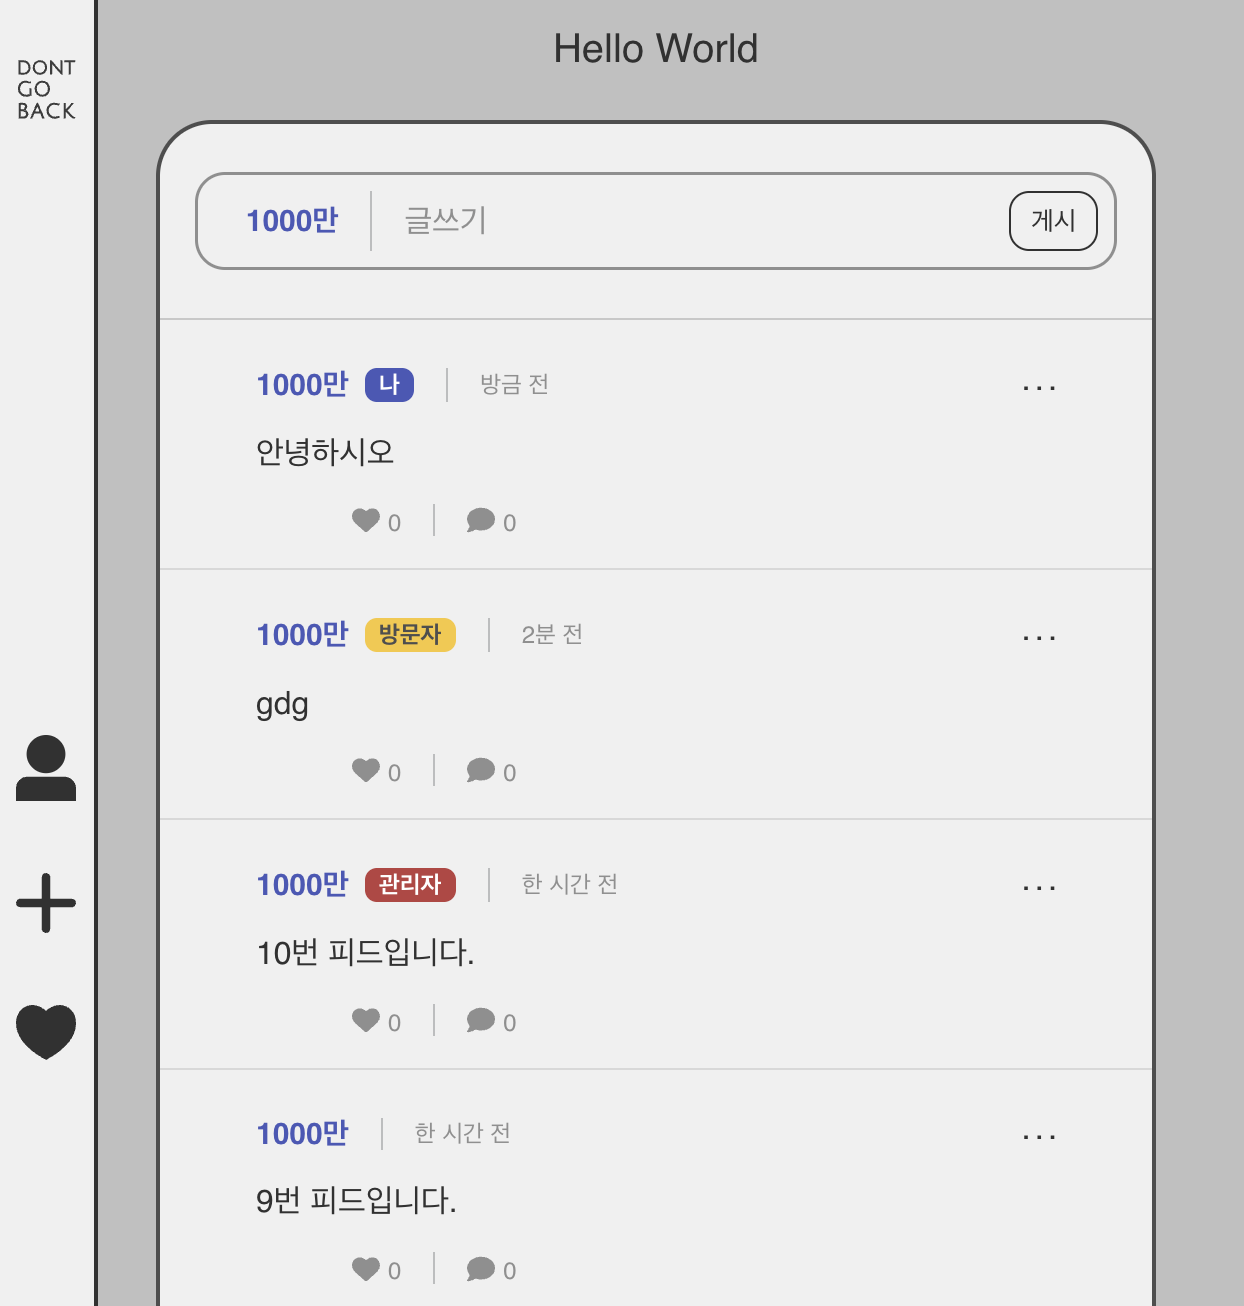 DONT
GO
BACK
Hello World
1000만 글쓰기 게시
1000만 나 방금 전 ...
안녕하시오
0 0
1000만 방문자 2분 전 ...
gdg
0 0
1000만 관리자 한 시간 전 ...
10번 피드입니다.
0 0
1000만 한 시간 전 ...
9번 피드입니다.
0 0